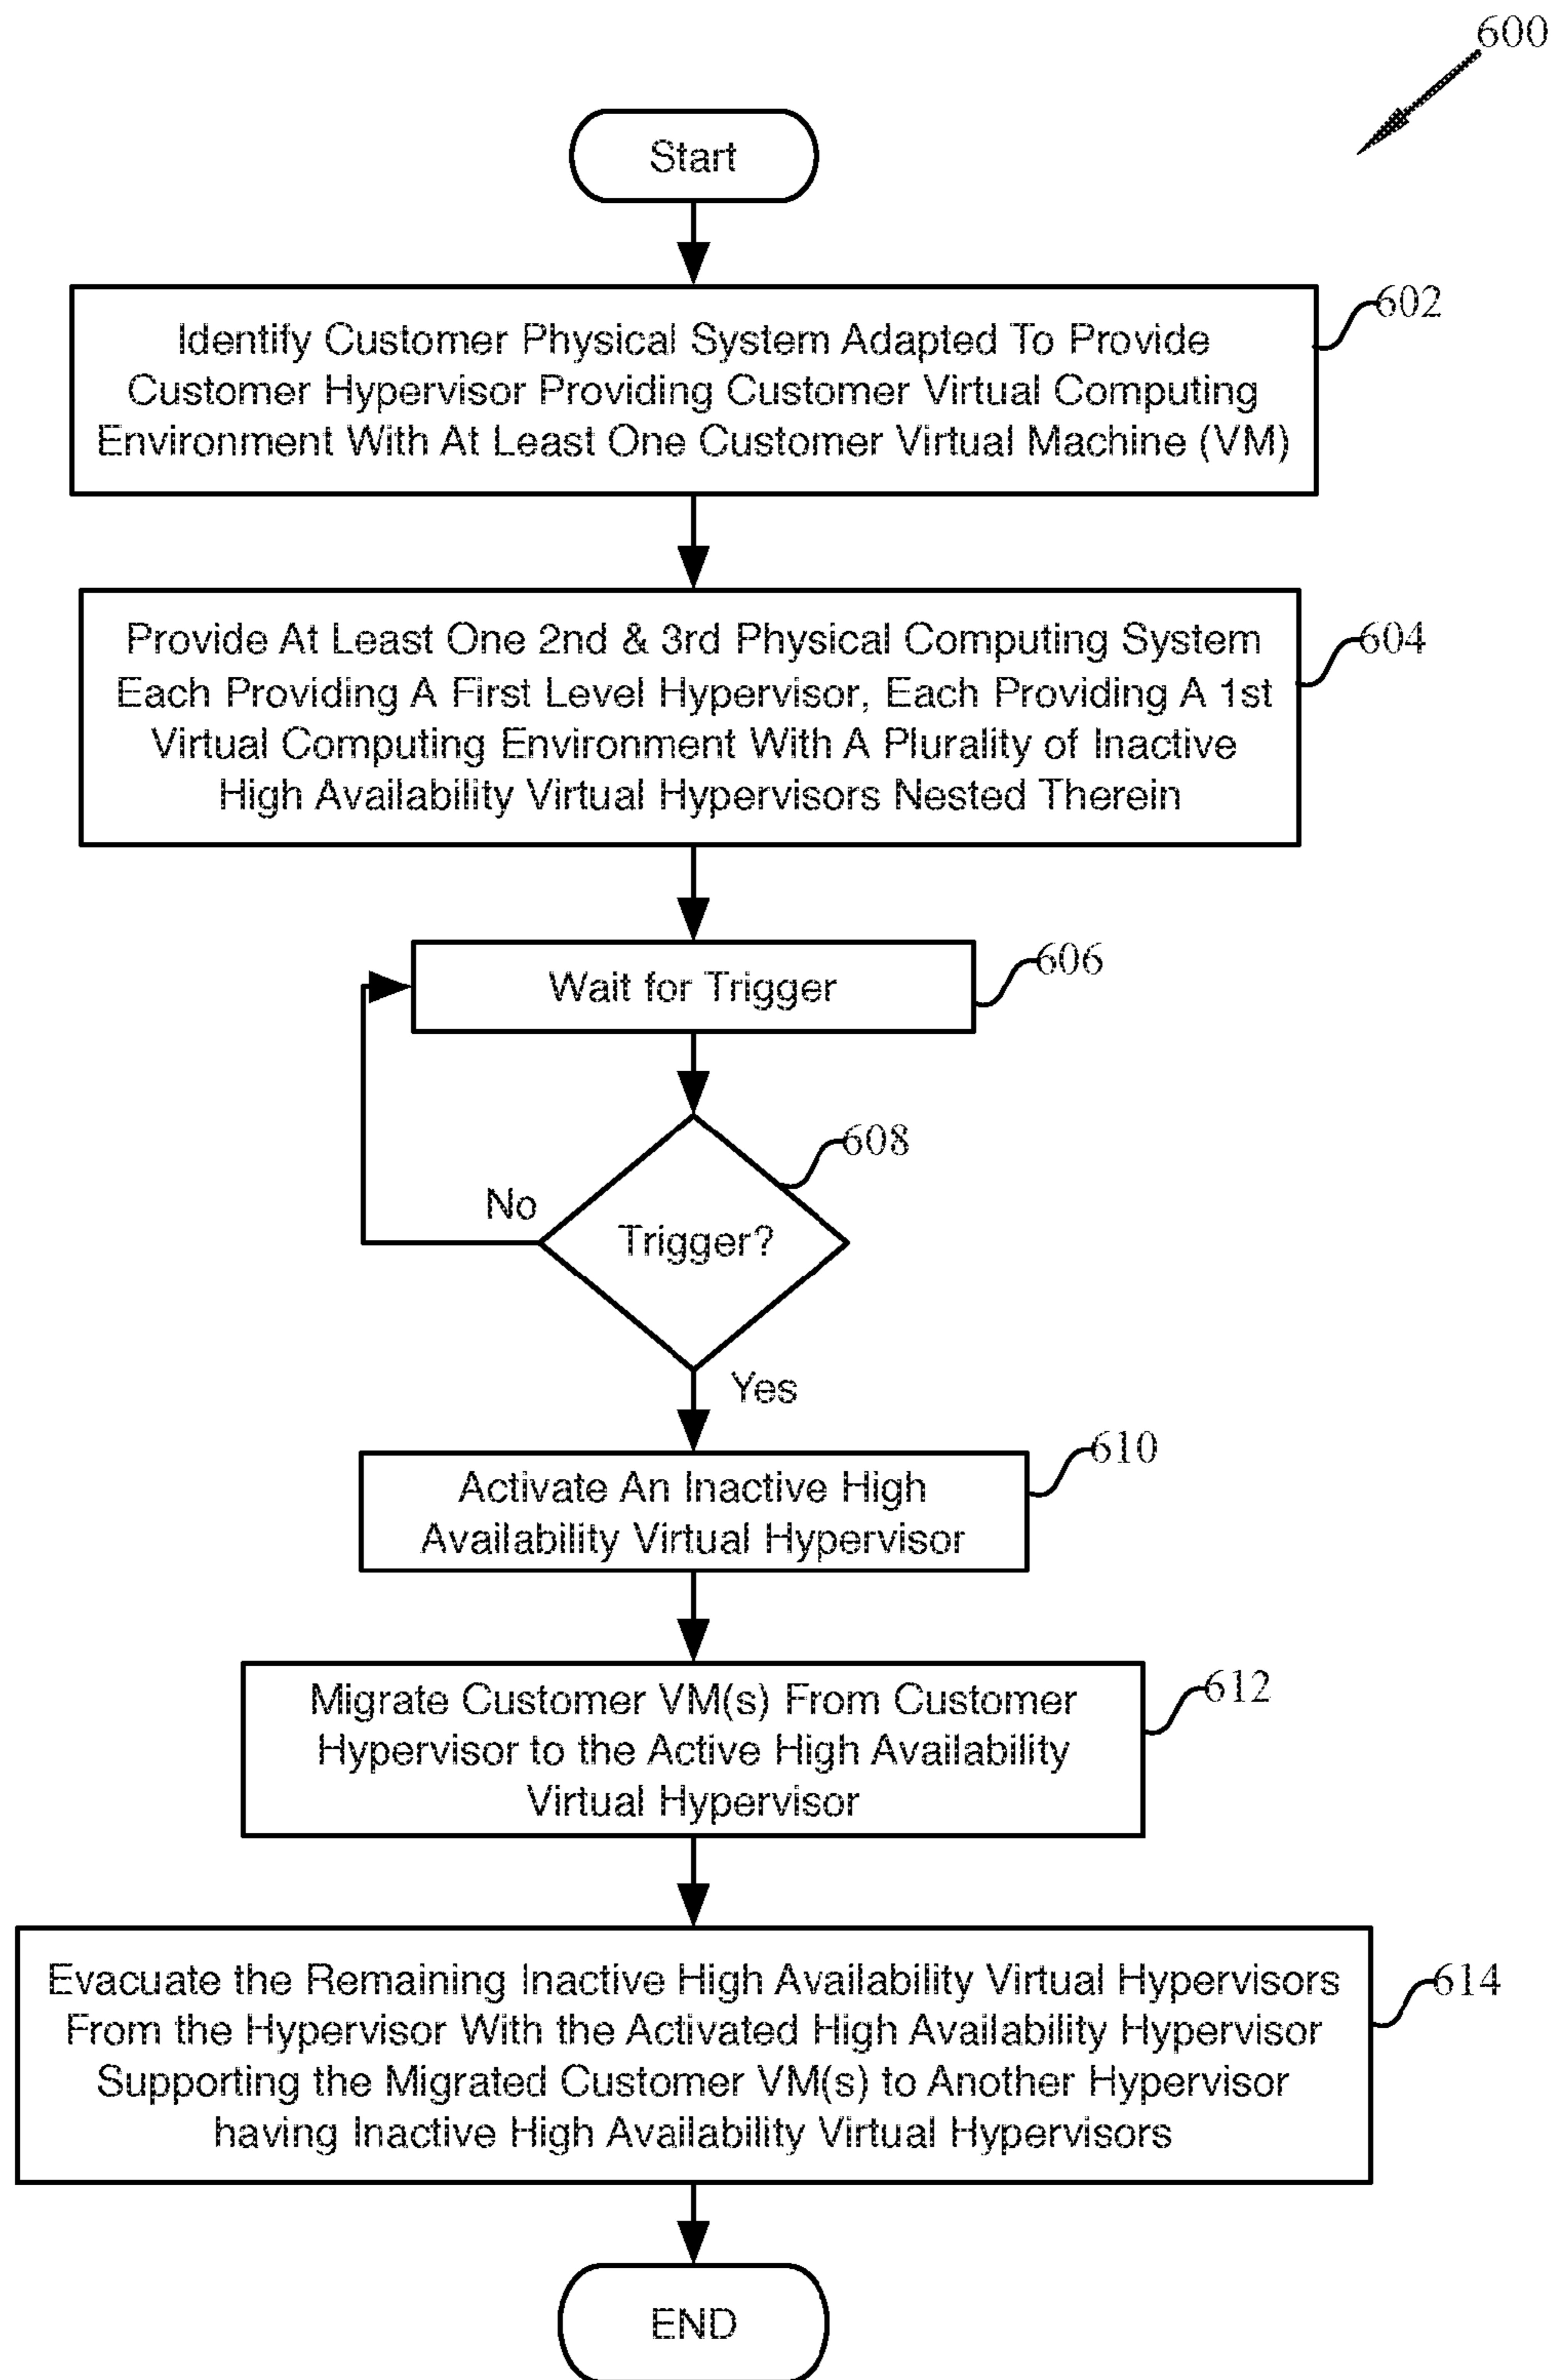 600
Start
602
Identify Customer Physical System Adapted To Provide
Customer Hypervisor Providing Customer Virtual Computing
Environment With At Least One Customer Virtual Machine (VM)
604
Provide At Least One 2nd & 3rd Physical Computing System
Each Providing A First Level Hypervisor, Each Providing A 1st
Virtual Computing Environment With A Plurality of Inactive
High Availability Virtual Hypervisors Nested Therein
606
Wait for Trigger
608
No
Trigger?
Yes
610
Activate An Inactive High
Availability Virtual Hypervisor
612
Migrate Customer VM(s) From Customer
Hypervisor to the Active High Availability
Virtual Hypervisor
614
Evacuate the Remaining Inactive High Availability Virtual Hypervisors
From the Hypervisor With the Activated High Availability Hypervisor
Supporting the Migrated Customer VM(s) to Another Hypervisor
having Inactive High Availability Virtual Hypervisors
END